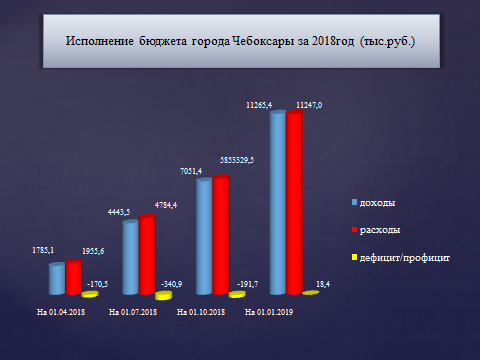 Исполнение бюджета города Чебоксары за 2018год (тыс.руб.)
11265,4 11247,0
7051,4 5853329,5
4443,5 4784,4
1785,1 1955,6
-170,5 -340,9 -191,7 18,4
На 01.04.2018 На 01.07.2018 На 01.10.2018 На 01.01.2019
доходы
расходы
дефицит/профицит